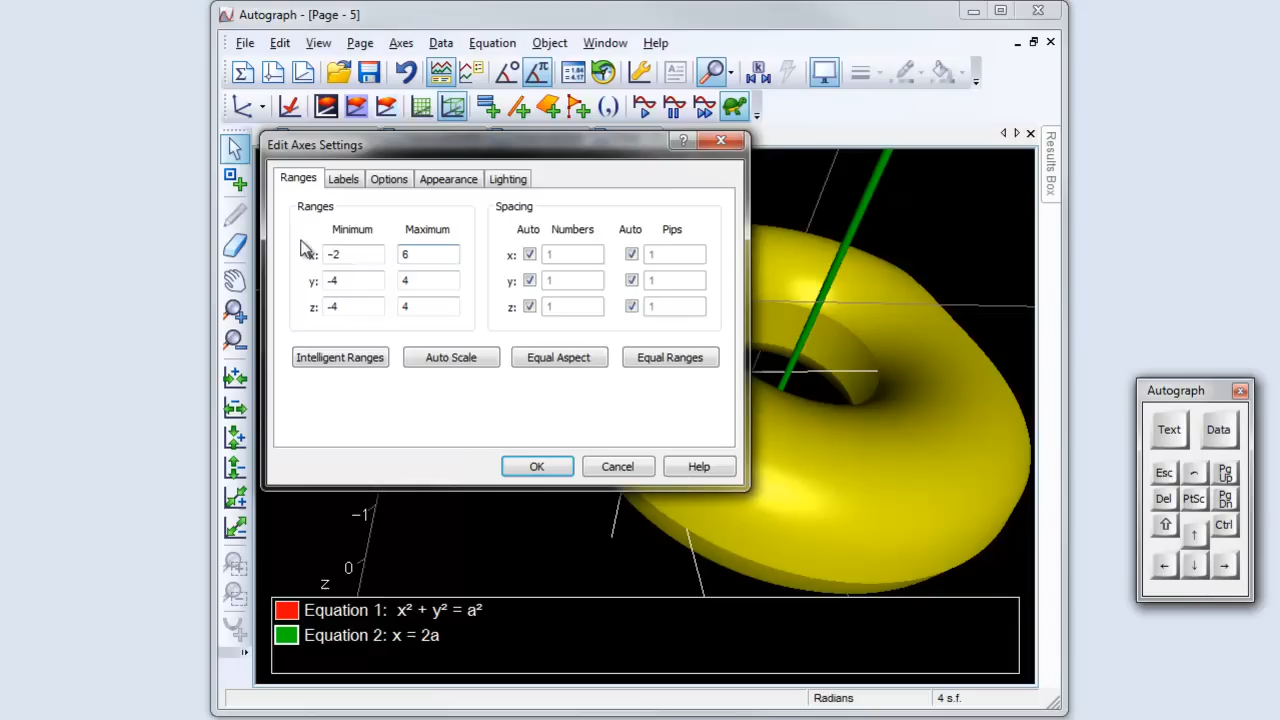 Autograph - [Page - 5]
File Edit View Page Axes Data Equation Object Window Help
Edit Axes Settings
Ranges Labels Options Appearance Lighting
Ranges
Minimum Maximum
x: -2 6
y: -4 4
z: -4 4
Spacing
Auto Numbers Auto Pips
x: 1 1
y: 1 1
z: 1 1
Intelligent Ranges Auto Scale Equal Aspect Equal Ranges
OK Cancel Help
Results Box
-1
0
z
Equation 1: x² + y² = a²
Equation 2: x = 2a
Radians 4 s.f.
Autograph
Text Data
Esc Pg Up
Del PtSc Pg Dn
Ctrl